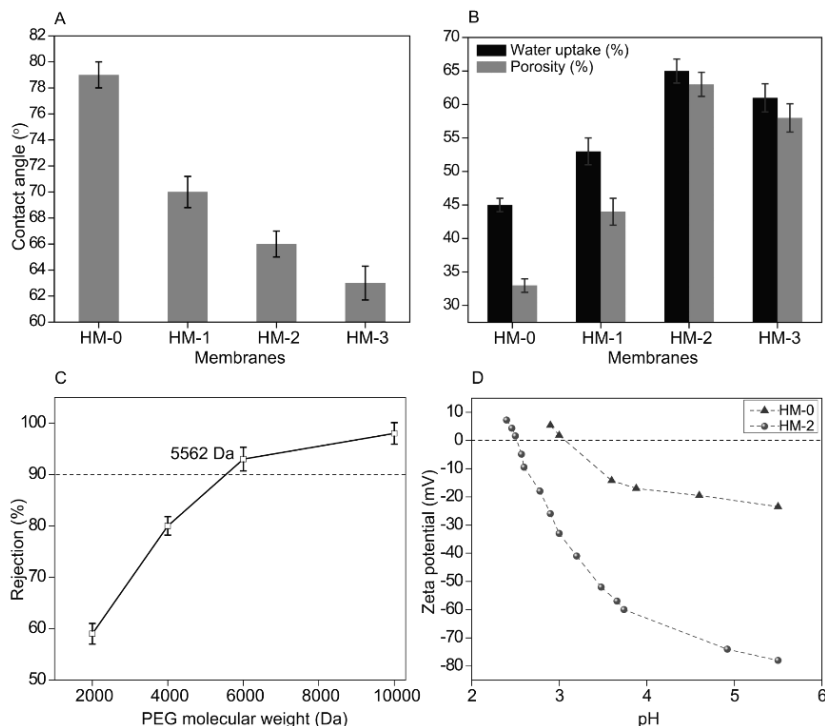 A
Contact angle (°)
80
78
76
74
72
70
68
66
64
62
60
HM-0 HM-1 HM-2 HM-3
Membranes
B
Water uptake (%)
Porosity (%)
70
65
60
55
50
45
40
35
30
HM-0 HM-1 HM-2 HM-3
Membranes
C
Rejection (%)
100
90
80
70
60
50
5562 Da
2000 4000 6000 8000 10000
PEG molecular weight (Da)
D
Zeta potential (mV)
HM-0
HM-2
10
0
-10
-20
-30
-40
-50
-60
-70
-80
2 3 4 5 6
pH